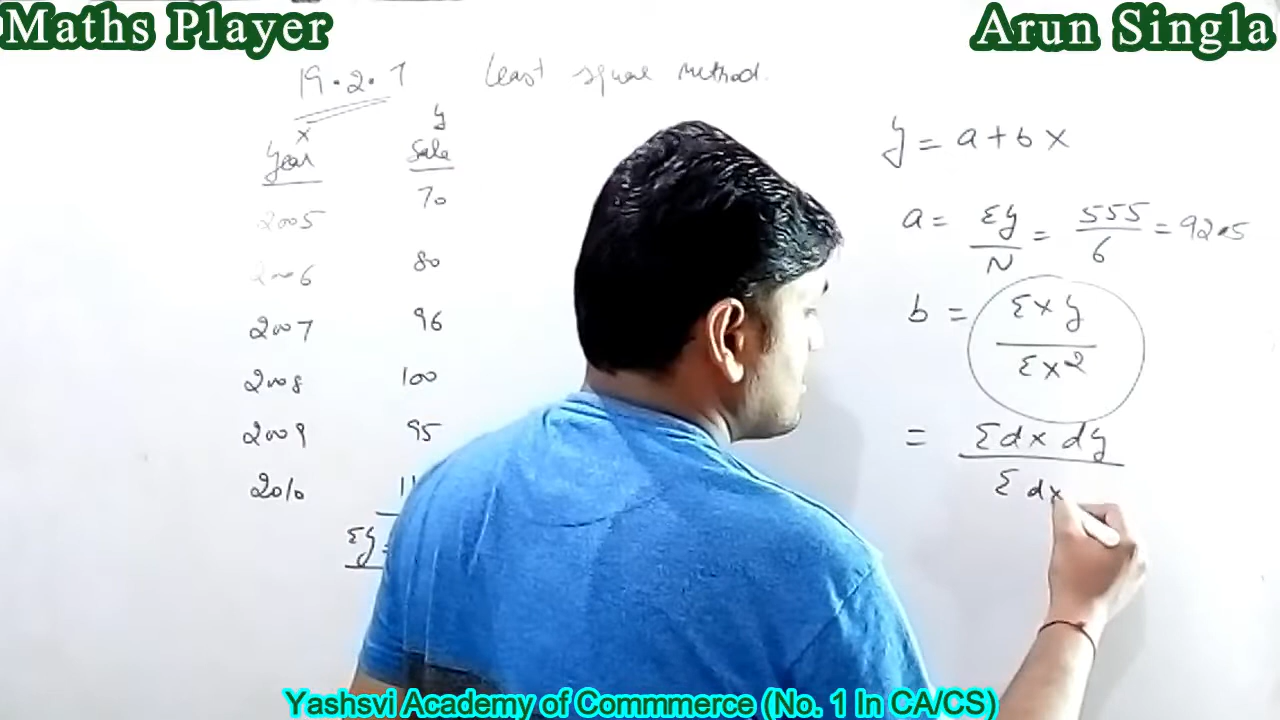 Maths Player
Arun Singla
19.2.7 Least square method.
x y
Year Sale
2005 70
2006 80
2007 96
2008 100
2009 95
2010
Σy =
y = a + b x
a = Σy / N = 555 / 6 = 92.5
b = Σxy / Σx²
= Σdx dy / Σdx
Yashsvi Academy of Commmerce (No. 1 In CA/CS)